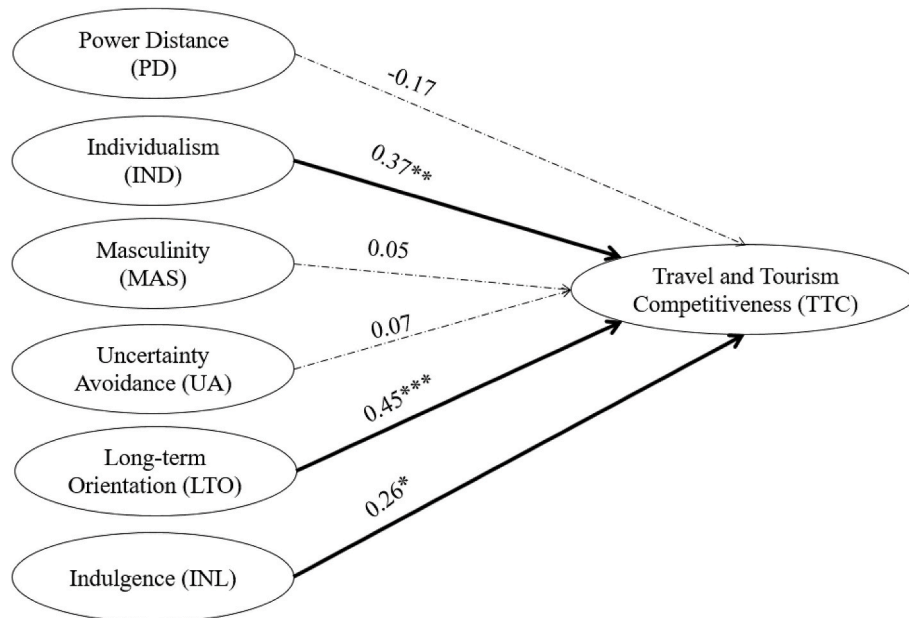 Power Distance
(PD)
-0.17
Individualism
(IND)
0.37**
Masculinity
(MAS)
0.05
Travel and Tourism
Competitiveness (TTC)
Uncertainty
Avoidance (UA)
0.07
Long-term
Orientation (LTO)
0.45***
Indulgence (INL)
0.26*